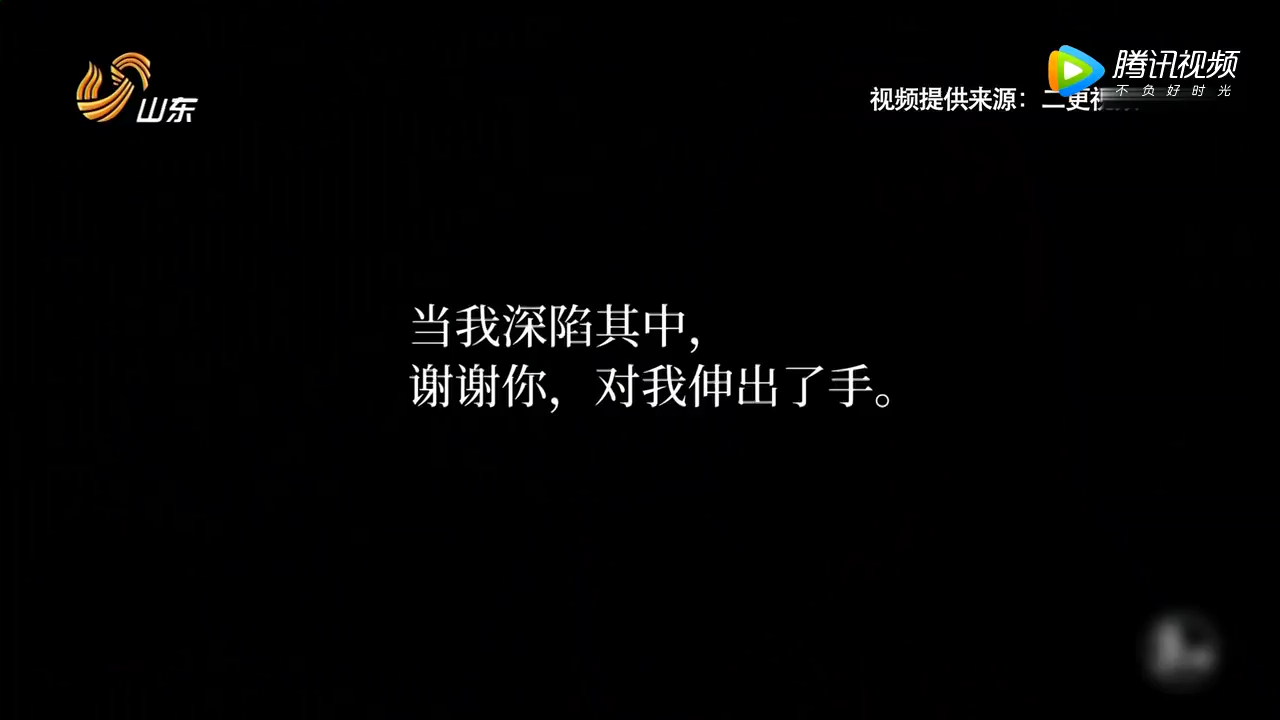 山东
腾讯视频
不负好时光
视频提供来源：二更视
当我深陷其中,
谢谢你，对我伸出了手。